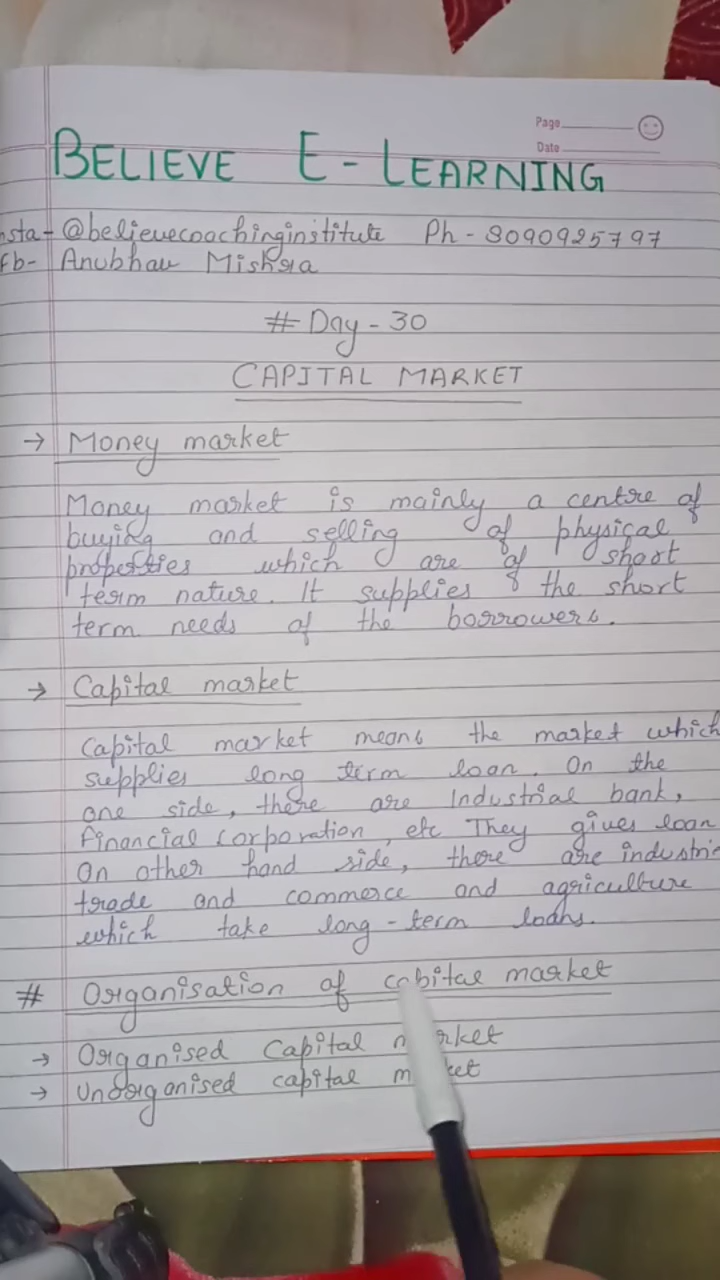 Page
Date
BELIEVE E-LEARNING
nsta- @believecoachinginstitute Ph - 8090925797
Fb- Anubhav Mishra
# Day - 30
CAPITAL MARKET
→ Money market
Money market is mainly a centre of
buying and selling of physical
properties which are of short
term nature. It supplies the short
term needs of the borrowers.
→ Capital market
Capital market means the market which
supplies long term loan. On the
one side, there are Industrial bank,
financial corporation, etc They gives loan
On other hand side, there are industrie
trade and commerce and agriculture
which take long-term loans.
# Organisation of capital market
→ Organised Capital market
→ Unorganised capital market